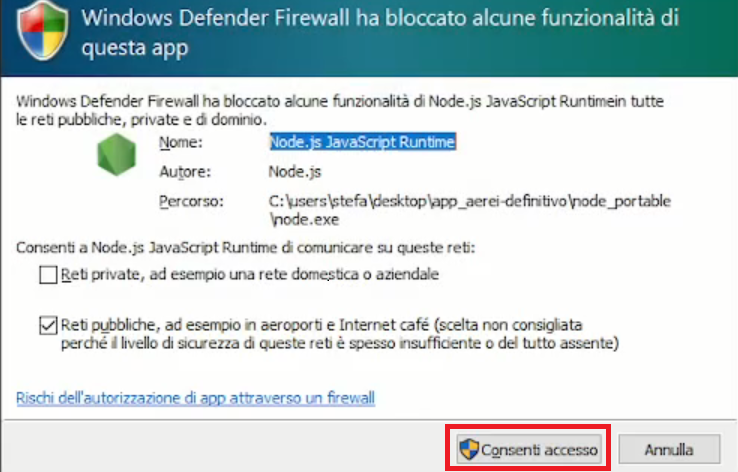 Windows Defender Firewall ha bloccato alcune funzionalità di
questa app
Windows Defender Firewall ha bloccato alcune funzionalità di Node.js JavaScript Runtimein tutte
le reti pubbliche, private e di dominio.
Nome: Node.js JavaScript Runtime
Autore: Node.js
Percorso: C:\users\stefa\desktop\app_aerei-definitivo\node_portable
\node.exe
Consenti a Node.js JavaScript Runtime di comunicare su queste reti:
Reti private, ad esempio una rete domestica o aziendale
Reti pubbliche, ad esempio in aeroporti e Internet café (scelta non consigliata
perché il livello di sicurezza di queste reti è spesso insufficiente o del tutto assente)
Rischi dell'autorizzazione di app attraverso un firewall
Consenti accesso Annulla